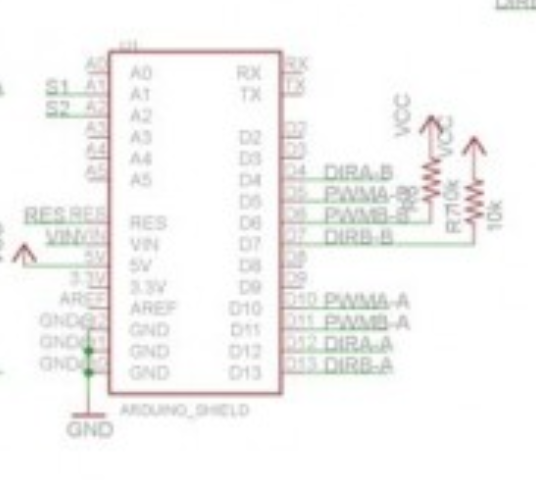 U1
A0 A0 RX RX
S1 A1 A1 TX TX
S2 A2 A2
A3 A3 D2 D2
A4 A4 D3 D3
A5 A5 D4 D4 DIRA-B
D5 D5 PWMA-B
RES RES RES D6 D6 PWMB-B
VIN VIN VIN D7 D7 DIRB-B
5V 5V D8 D8
3.3V 3.3V D9 D9
AREF AREF D10 D10 PWMA-A
GND GND D11 D11 PWMB-A
GND GND D12 D12 DIRA-A
GND GND D13 D13 DIRB-A
ARDUINO_SHIELD
GND
VCC
VCC
10k
R7
10k